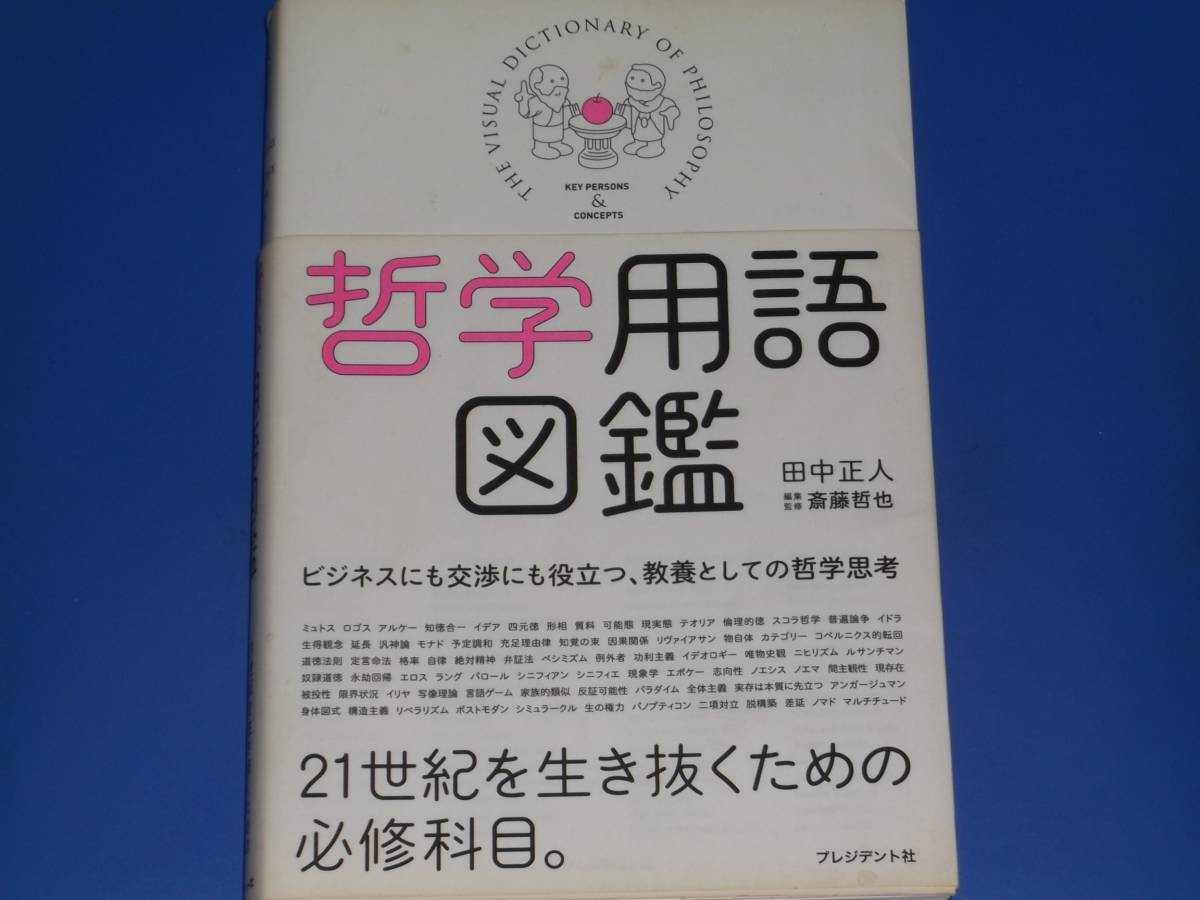 THE VISUAL DICTIONARY OF PHILOSOPHY
KEY PERSONS
&
CONCEPTS
哲学用語
図鑑
田中正人
編集
監修 斎藤哲也
ビジネスにも交渉にも役立つ、教養としての哲学思考
ミュトス ロゴス アルケー 知徳合一 イデア 四元徳 形相 質料 可能態 現実態 テオリア 倫理的徳 スコラ哲学 普遍論争 イドラ
生得観念 延長 汎神論 モナド 予定調和 充足理由律 知覚の束 因果関係 リヴァイアサン 物自体 カテゴリー コペルニクス的転回
道徳法則 定言命法 格率 自律 絶対精神 弁証法 ペシミズム 例外者 功利主義 イデオロギー 唯物史観 ニヒリズム ルサンチマン
奴隷道徳 永劫回帰 エロス ラング パロール シニフィアン シニフィエ 現象学 エポケー 志向性 ノエシス ノエマ 間主観性 現存在
被投性 限界状況 イリヤ 写像理論 言語ゲーム 家族的類似 反証可能性 パラダイム 全体主義 実存は本質に先立つ アンガージュマン
身体図式 構造主義 リベラリズム ポストモダン シミュラークル 生の権力 パノプティコン 二項対立 脱構築 差延 ノマド マルチチュード
21世紀を生き抜くための
必修科目。
プレジデント社